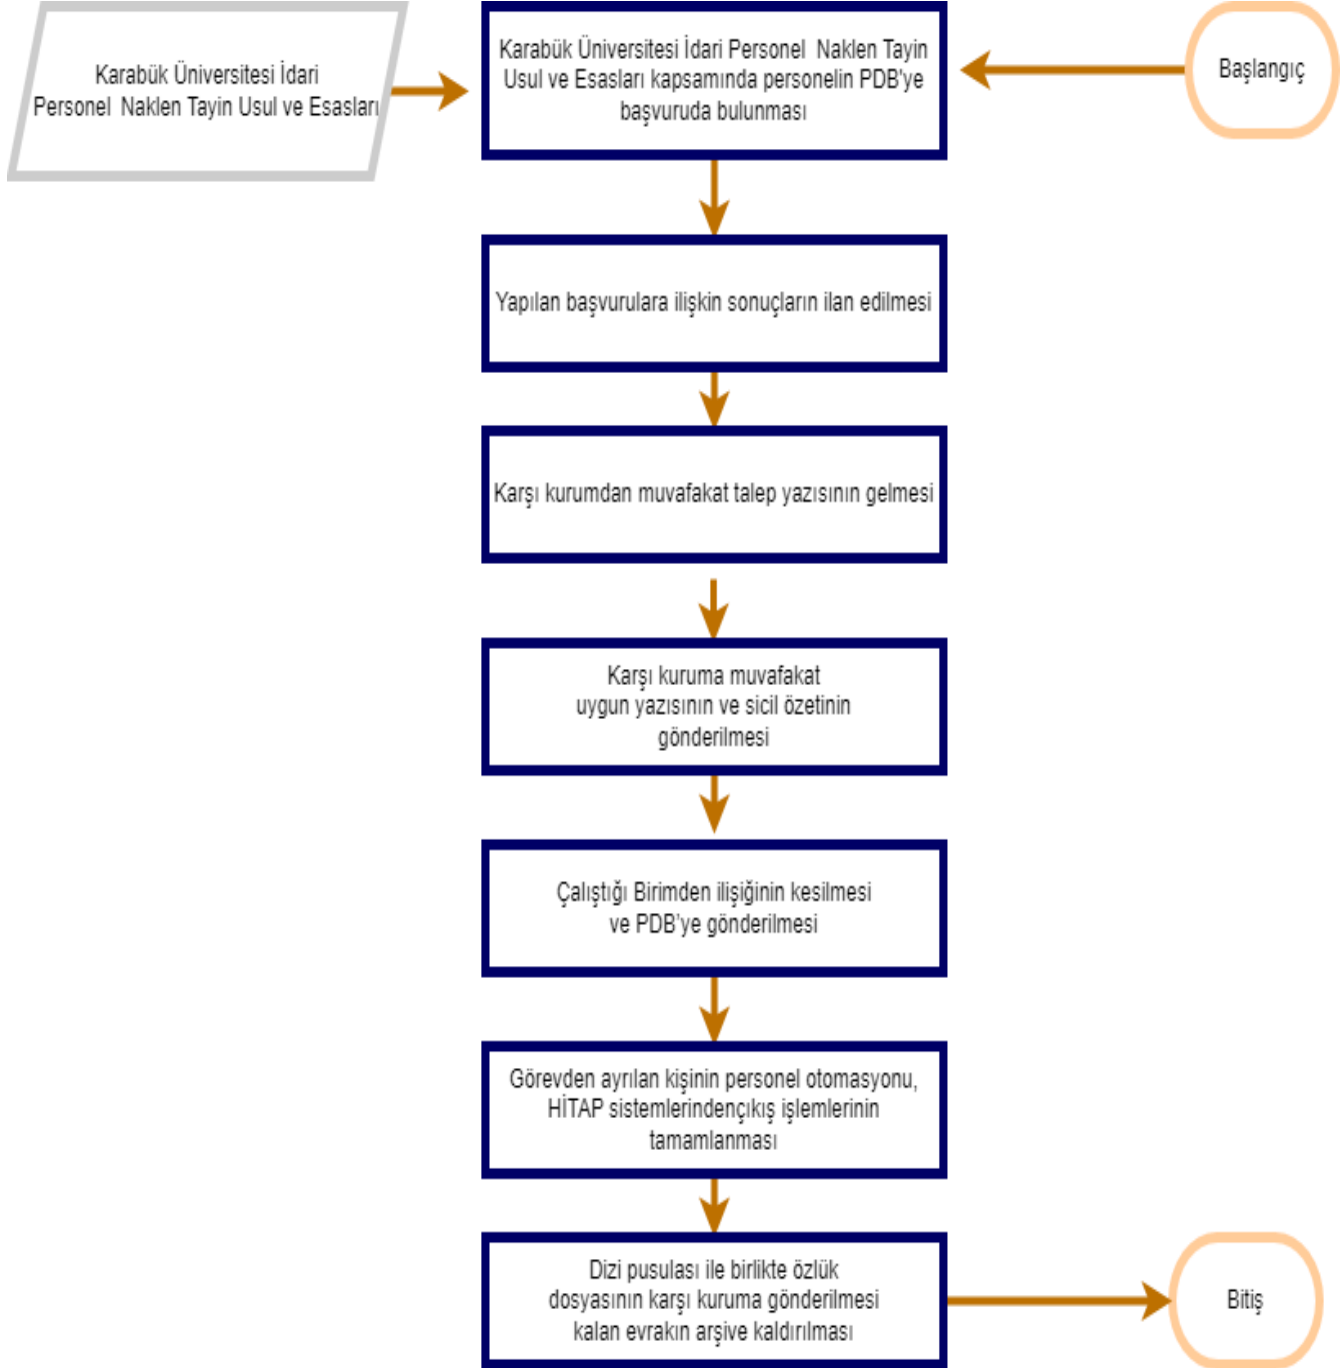 Karabük Üniversitesi İdari
Personel  Naklen Tayin Usul ve Esasları
Karabük Üniversitesi İdari Personel  Naklen Tayin
Usul ve Esasları kapsamında personelin PDB'ye
başvuruda bulunması
Başlangıç
Yapılan başvurulara ilişkin sonuçların ilan edilmesi
Karşı kurumdan muvafakat talep yazısının gelmesi
Karşı kuruma muvafakat
uygun yazısının ve sicil özetinin
gönderilmesi
Çalıştığı Birimden ilişiğinin kesilmesi
ve PDB'ye gönderilmesi
Görevden ayrılan kişinin personel otomasyonu,
HİTAP sistemlerindençıkış işlemlerinin
tamamlanması
Dizi pusulası ile birlikte özlük
dosyasının karşı kuruma gönderilmesi
kalan evrakın arşive kaldırılması
Bitiş